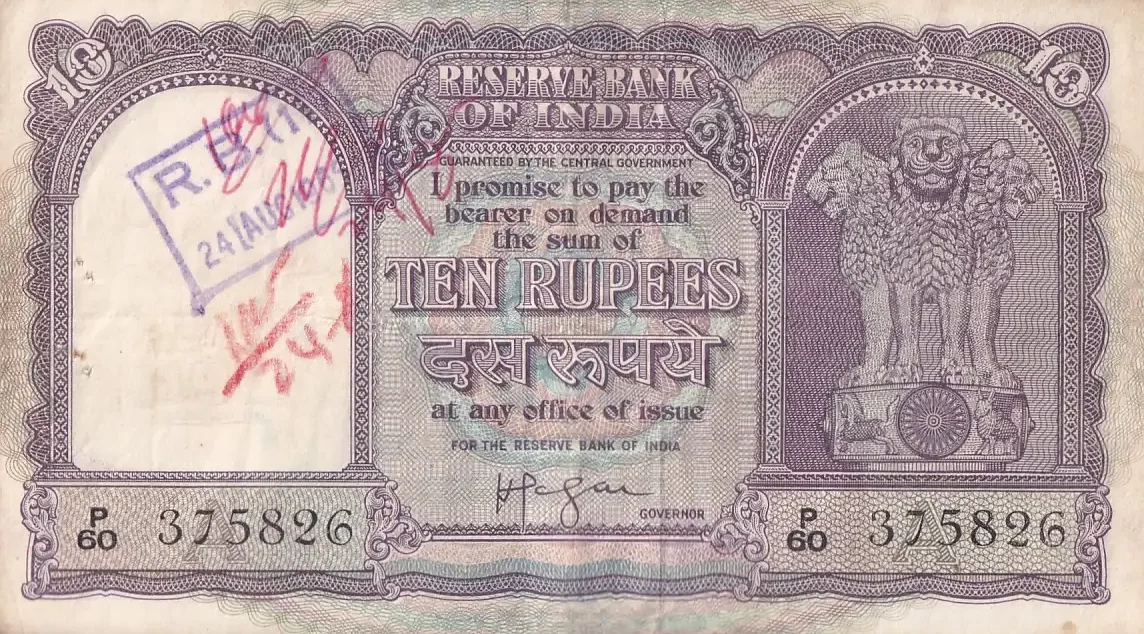 10
10
RESERVE BANK
OF INDIA
GUARANTEED BY THE CENTRAL GOVERNMENT
I promise to pay the
bearer on demand
the sum of
TEN RUPEES
दस रुपये
at any office of issue
FOR THE RESERVE BANK OF INDIA
GOVERNOR
R.B.
24 AUG
P
60 375826
A
P
60 375826
A